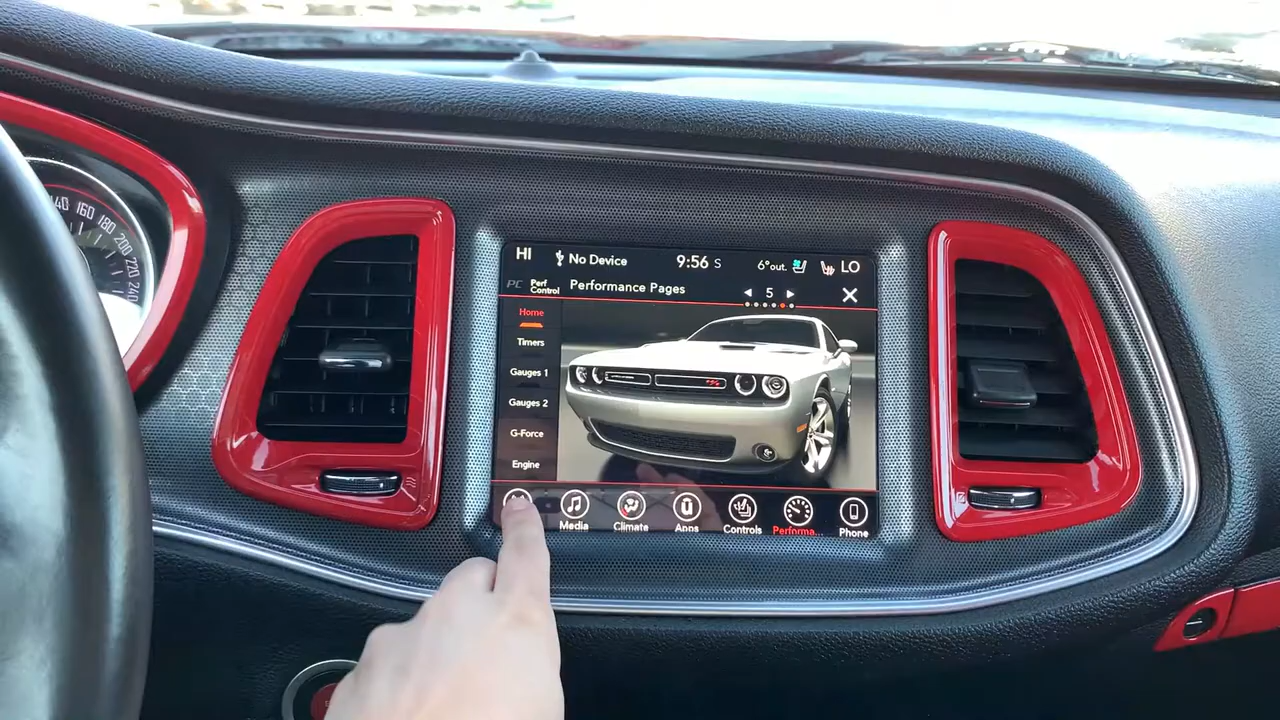 HI No Device 9:56 S 6°out. LO
PC Perf Control Performance Pages 5
Home
Timers
Gauges 1
Gauges 2
G-Force
Engine
Media Climate Apps Controls Performa... Phone
160
180
200
220
240